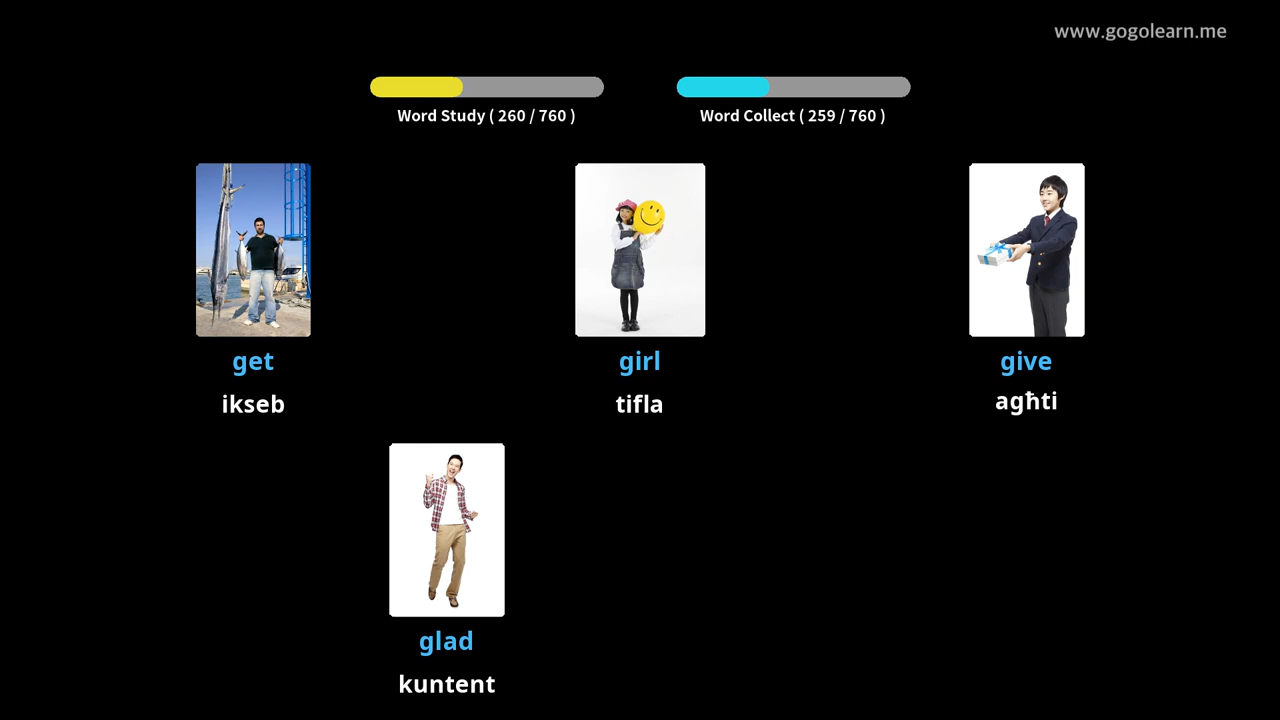 www.gogolearn.me
Word Study ( 260 / 760 )
Word Collect ( 259 / 760 )
get
girl
give
ikseb
tifla
agħti
glad
kuntent